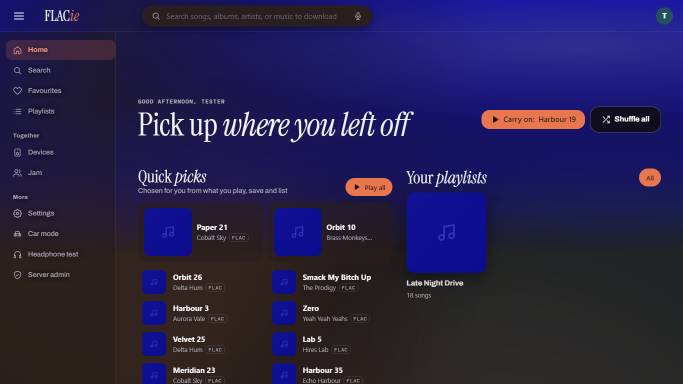 FLACie
Search songs, albums, artists, or music to download
T
Home
Search
Favourites
Playlists
Together
Devices
Jam
More
Settings
Car mode
Headphone test
Server admin
GOOD AFTERNOON, TESTER
Pick up where you left off
Carry on: Harbour 19
Shuffle all
Quick picks
Chosen for you from what you play, save and list
Play all
Paper 21
Cobalt Sky FLAC
Orbit 10
Brass Monkeys...
Orbit 26
Delta Hum FLAC
Smack My Bitch Up
The Prodigy FLAC
Harbour 3
Aurora Vale FLAC
Zero
Yeah Yeah Yeahs FLAC
Velvet 25
Delta Hum FLAC
Lab 5
Hires Lab FLAC
Meridian 23
Cobalt Sky FLAC
Harbour 35
Echo Harbour FLAC
Your playlists
All
Late Night Drive
18 songs